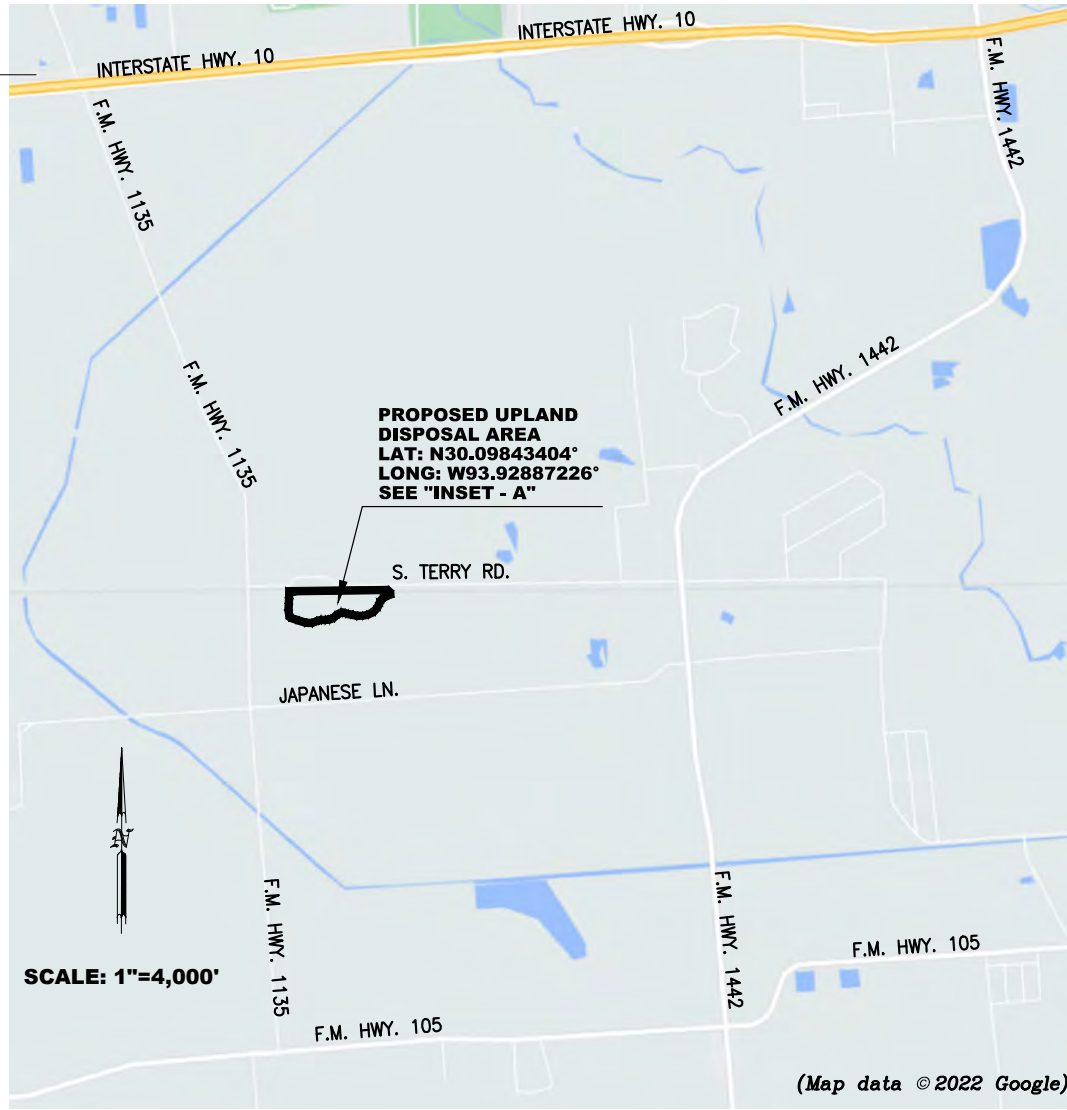 INTERSTATE HWY. 10
INTERSTATE HWY. 10
F.M. HWY. 1442
F.M. HWY. 1135
F.M. HWY. 1442
F.M. HWY. 1135
PROPOSED UPLAND
DISPOSAL AREA
LAT: N30.09843404°
LONG: W93.92887226°
SEE "INSET - A"
S. TERRY RD.
JAPANESE LN.
N
SCALE: 1"=4,000'
F.M. HWY. 1135
F.M. HWY. 1442
F.M. HWY. 105
F.M. HWY. 105
(Map data © 2022 Google)